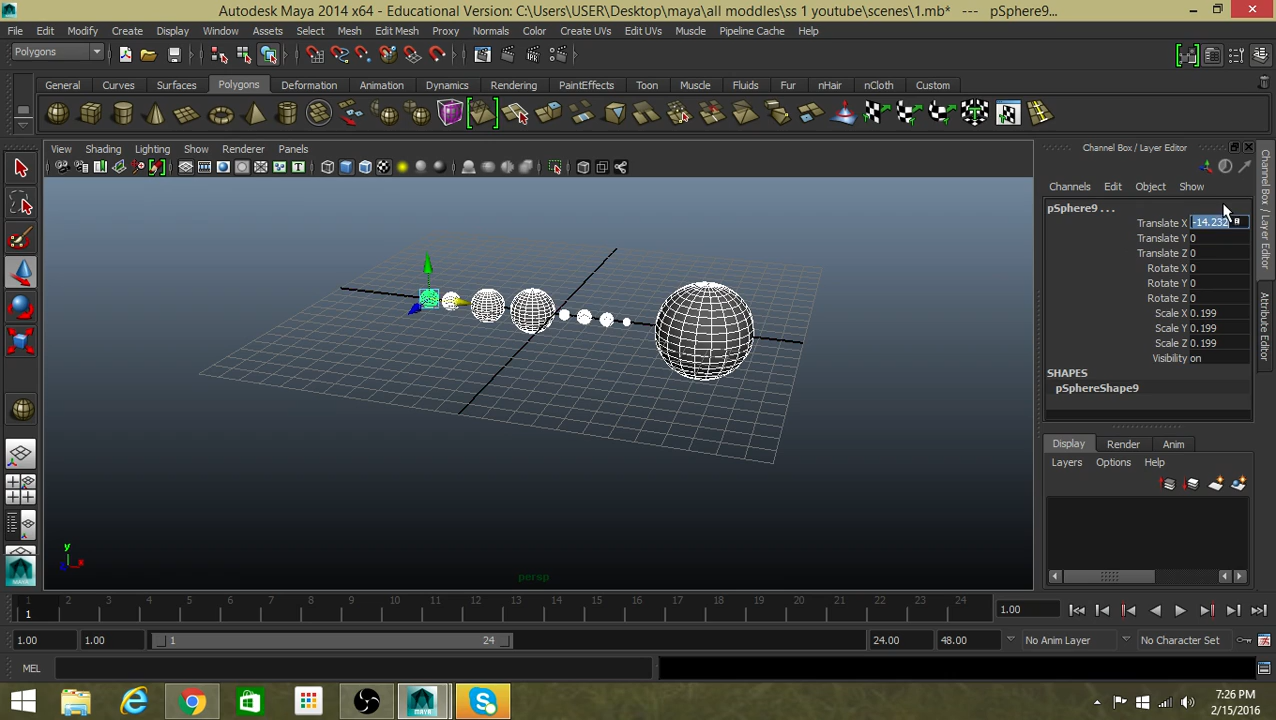 Autodesk Maya 2014 x64 - Educational Version: C:\Users\USER\Desktop\maya\all moddles\ss 1 youtube\scenes\1.mb* --- pSphere9...
File Edit Modify Create Display Window Assets Select Mesh Edit Mesh Proxy Normals Color Create UVs Edit UVs Muscle Pipeline Cache Help
Polygons
General Curves Surfaces Polygons Deformation Animation Dynamics Rendering PaintEffects Toon Muscle Fluids Fur nHair nCloth Custom
View Shading Lighting Show Renderer Panels
Channel Box / Layer Editor
Channels Edit Object Show
pSphere9 ...
Translate X -14.232
Translate Y 0
Translate Z 0
Rotate X 0
Rotate Y 0
Rotate Z 0
Scale X 0.199
Scale Y 0.199
Scale Z 0.199
Visibility on
SHAPES
pSphereShape9
Display Render Anim
Layers Options Help
Channel Box / Layer Editor
Attribute Editor
y
x
z
persp
MAYA
1 2 3 4 5 6 7 8 9 10 11 12 13 14 15 16 17 18 19 20 21 22 23 24
1
1.00
1.00 1.00 1 24 24.00 48.00 No Anim Layer No Character Set
MEL
MAYA
7:26 PM
2/15/2016